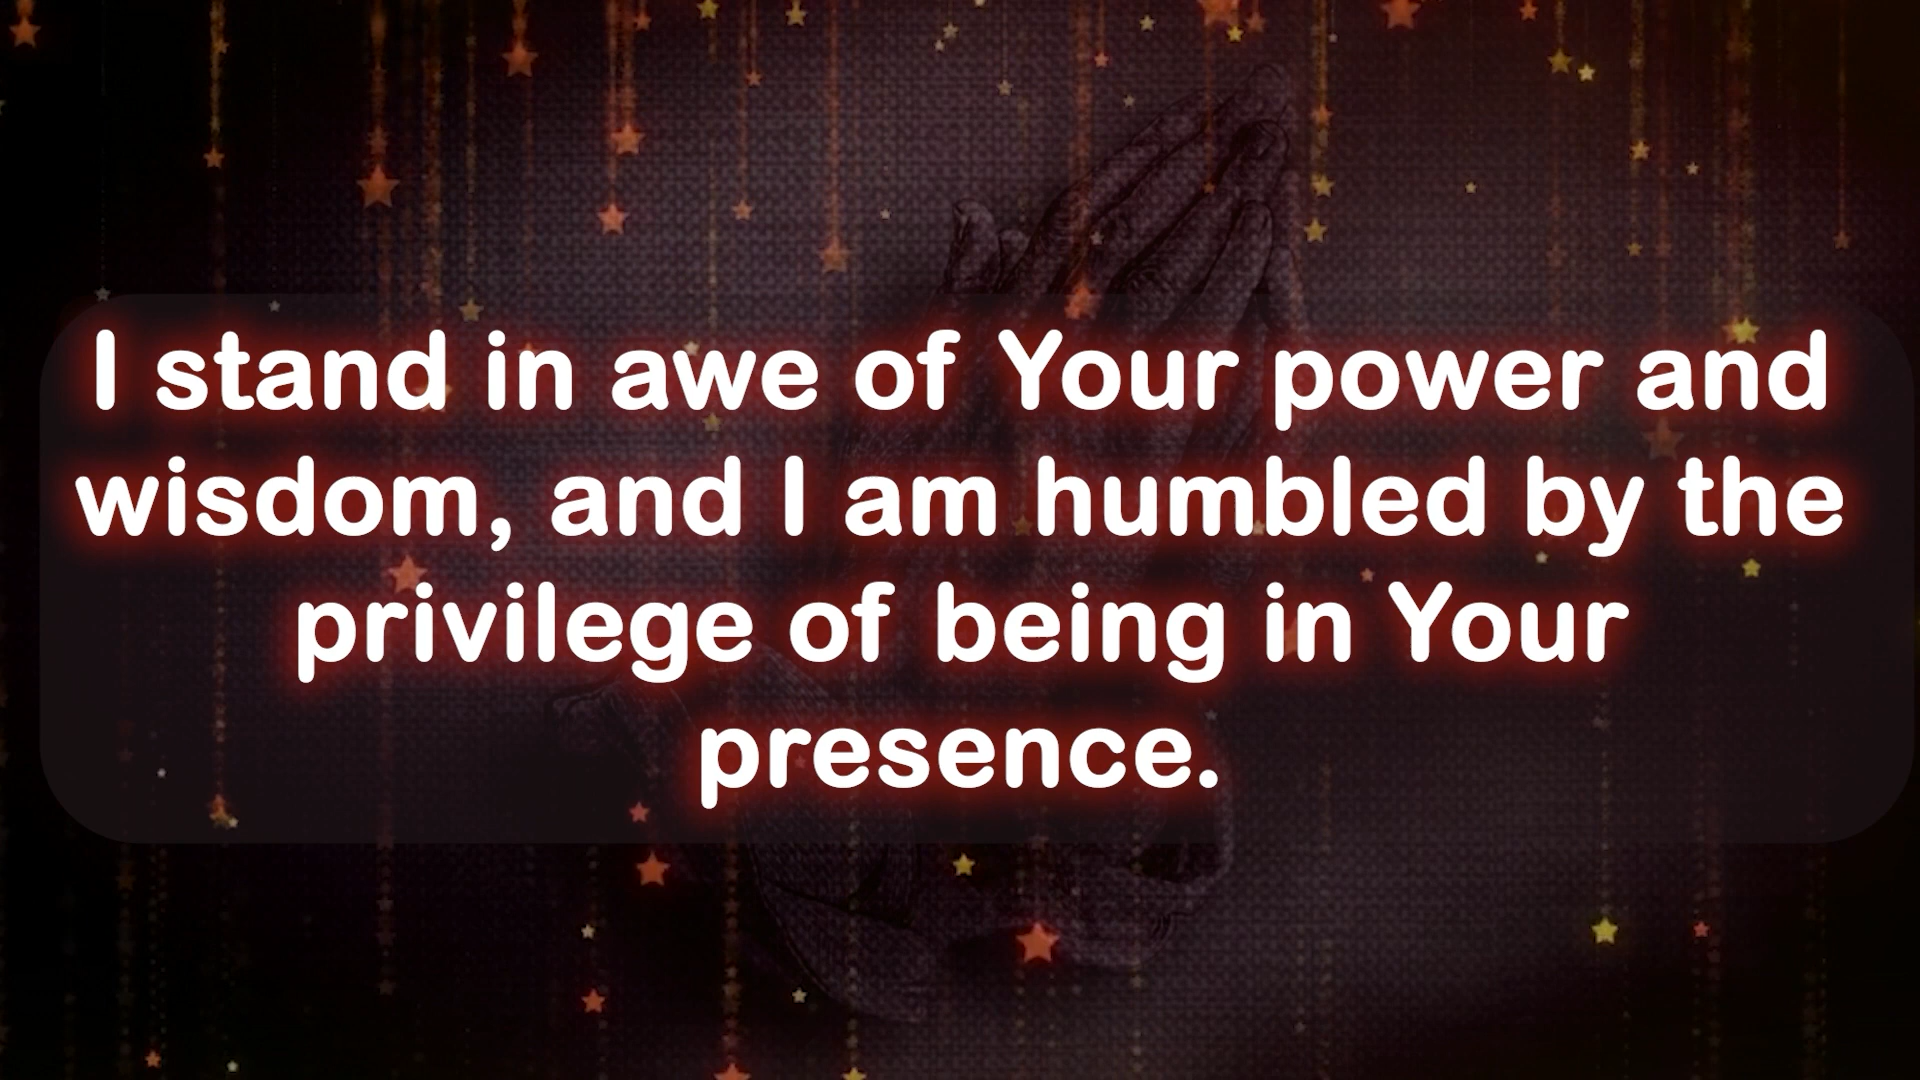 I stand in awe of Your power and
wisdom, and I am humbled by the
privilege of being in Your
presence.